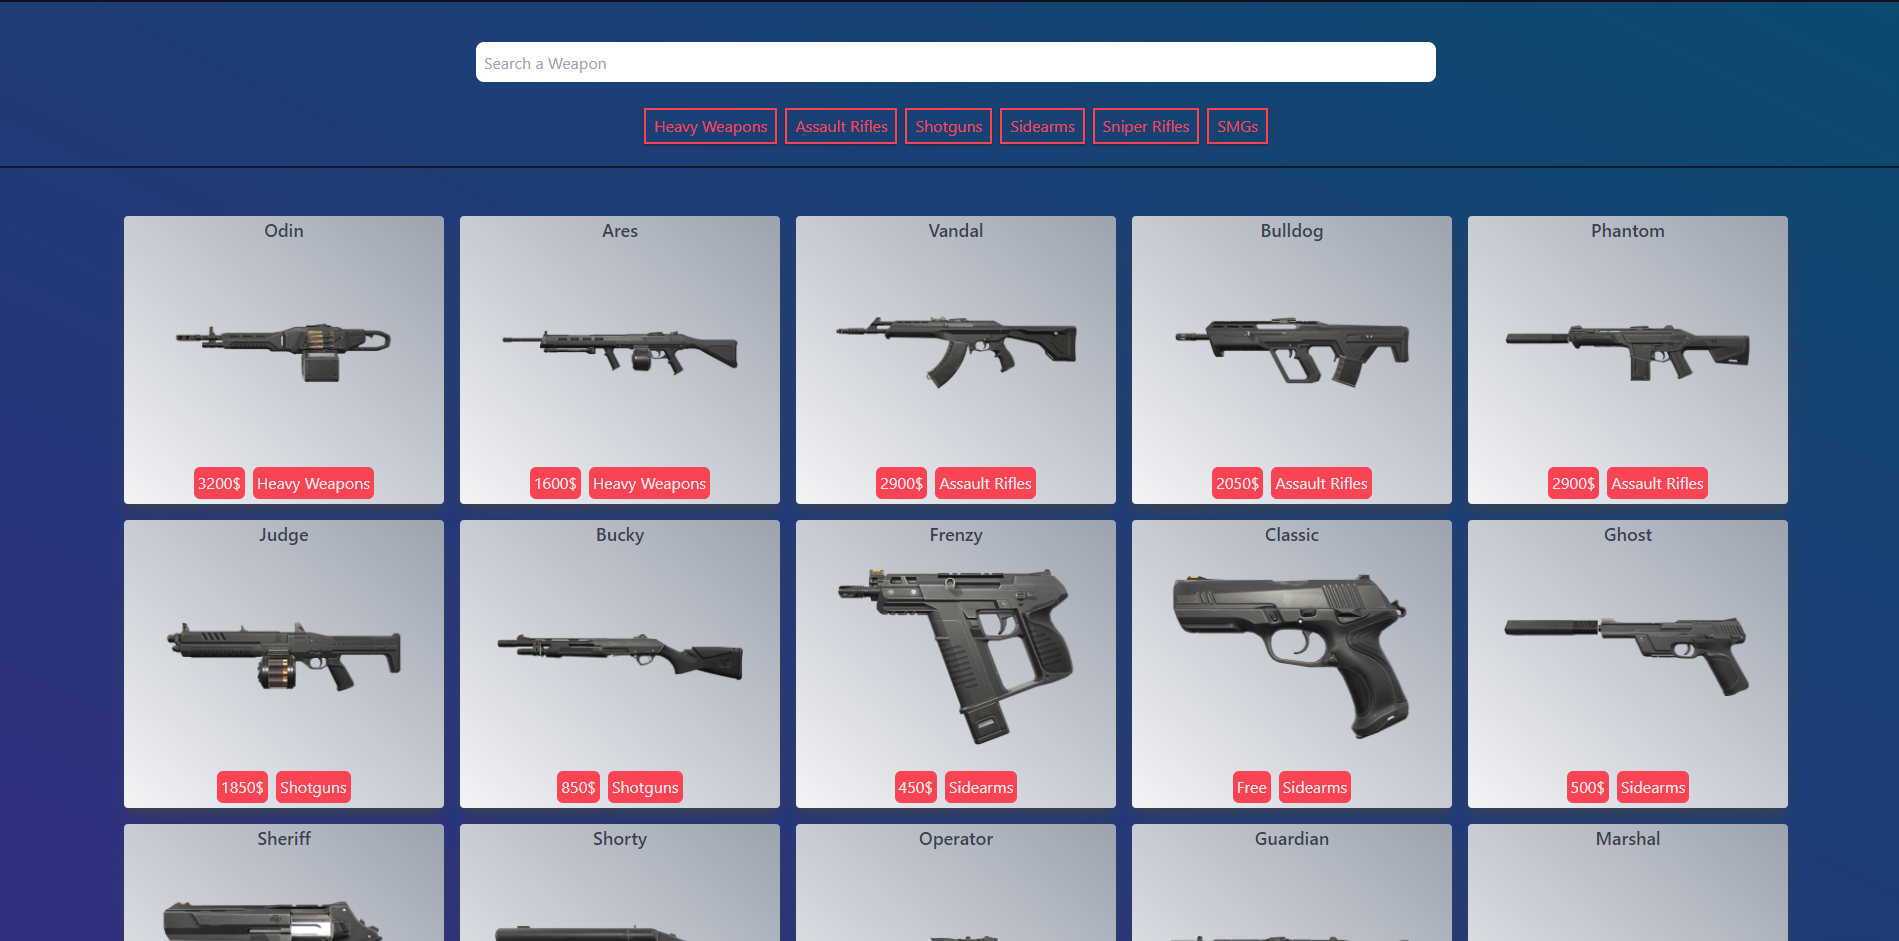 Search a Weapon
Heavy Weapons Assault Rifles Shotguns Sidearms Sniper Rifles SMGs
Odin Ares Vandal Bulldog Phantom
3200$ Heavy Weapons 1600$ Heavy Weapons 2900$ Assault Rifles 2050$ Assault Rifles 2900$ Assault Rifles
Judge Bucky Frenzy Classic Ghost
1850$ Shotguns 850$ Shotguns 450$ Sidearms Free Sidearms 500$ Sidearms
Sheriff Shorty Operator Guardian Marshal